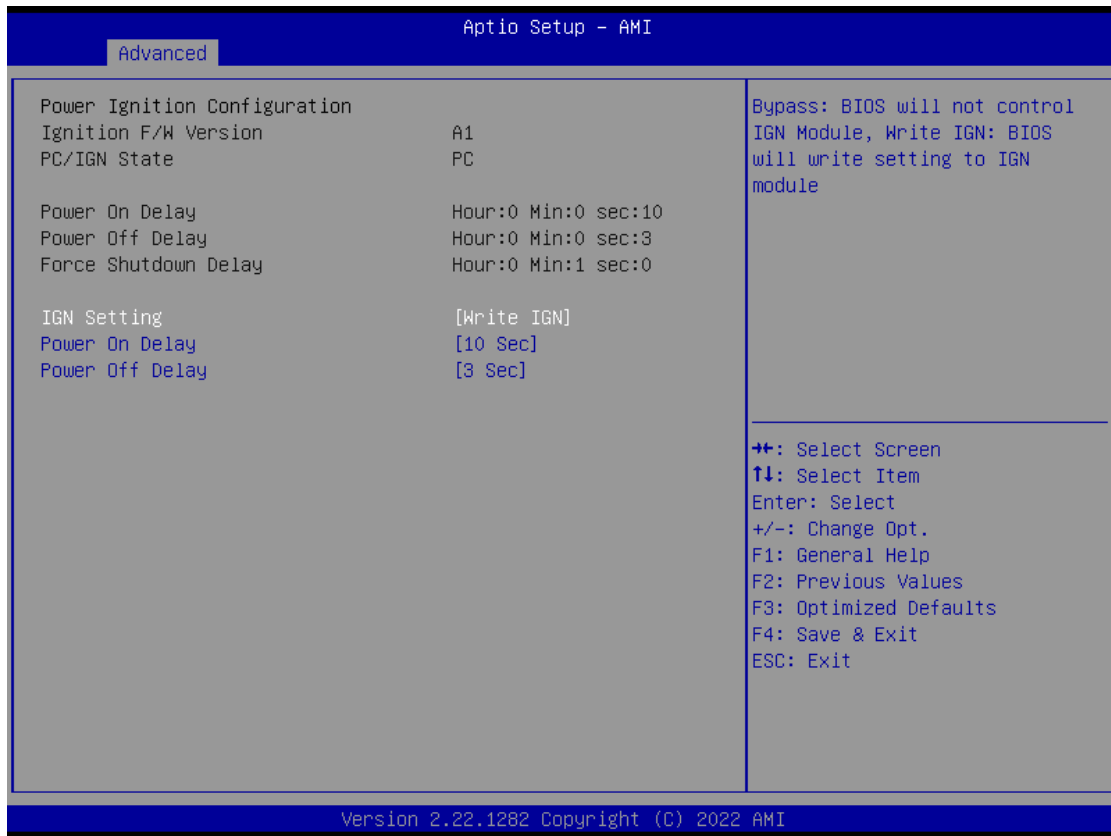 Aptio Setup – AMI
Advanced
Power Ignition Configuration
Ignition F/W Version A1
PC/IGN State PC
Power On Delay Hour:0 Min:0 sec:10
Power Off Delay Hour:0 Min:0 sec:3
Force Shutdown Delay Hour:0 Min:1 sec:0
IGN Setting [Write IGN]
Power On Delay [10 Sec]
Power Off Delay [3 Sec]
Bypass: BIOS will not control
IGN Module, Write IGN: BIOS
will write setting to IGN
module
→←: Select Screen
↑↓: Select Item
Enter: Select
+/-: Change Opt.
F1: General Help
F2: Previous Values
F3: Optimized Defaults
F4: Save & Exit
ESC: Exit
Version 2.22.1282 Copyright (C) 2022 AMI